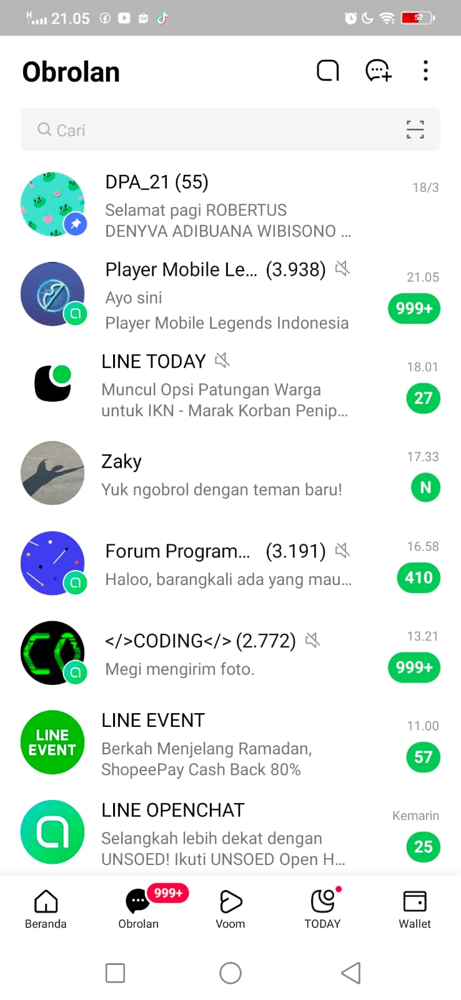 H 21.05 57
Obrolan
Cari
DPA_21 (55)
18/3
Selamat pagi ROBERTUS
DENYVA ADIBUANA WIBISONO ...
Player Mobile Le... (3.938)
21.05
Ayo sini
999+
Player Mobile Legends Indonesia
LINE TODAY
18.01
Muncul Opsi Patungan Warga
27
untuk IKN - Marak Korban Penip...
Zaky
17.33
Yuk ngobrol dengan teman baru!
N
Forum Program... (3.191)
16.58
Haloo, barangkali ada yang mau...
410
CO
</>CODING</> (2.772)
13.21
Megi mengirim foto.
999+
LINE
EVENT
LINE EVENT
11.00
Berkah Menjelang Ramadan,
57
ShopeePay Cash Back 80%
LINE OPENCHAT
Kemarin
Selangkah lebih dekat dengan
25
UNSOED! Ikuti UNSOED Open H...
999+
Beranda Obrolan Voom TODAY Wallet